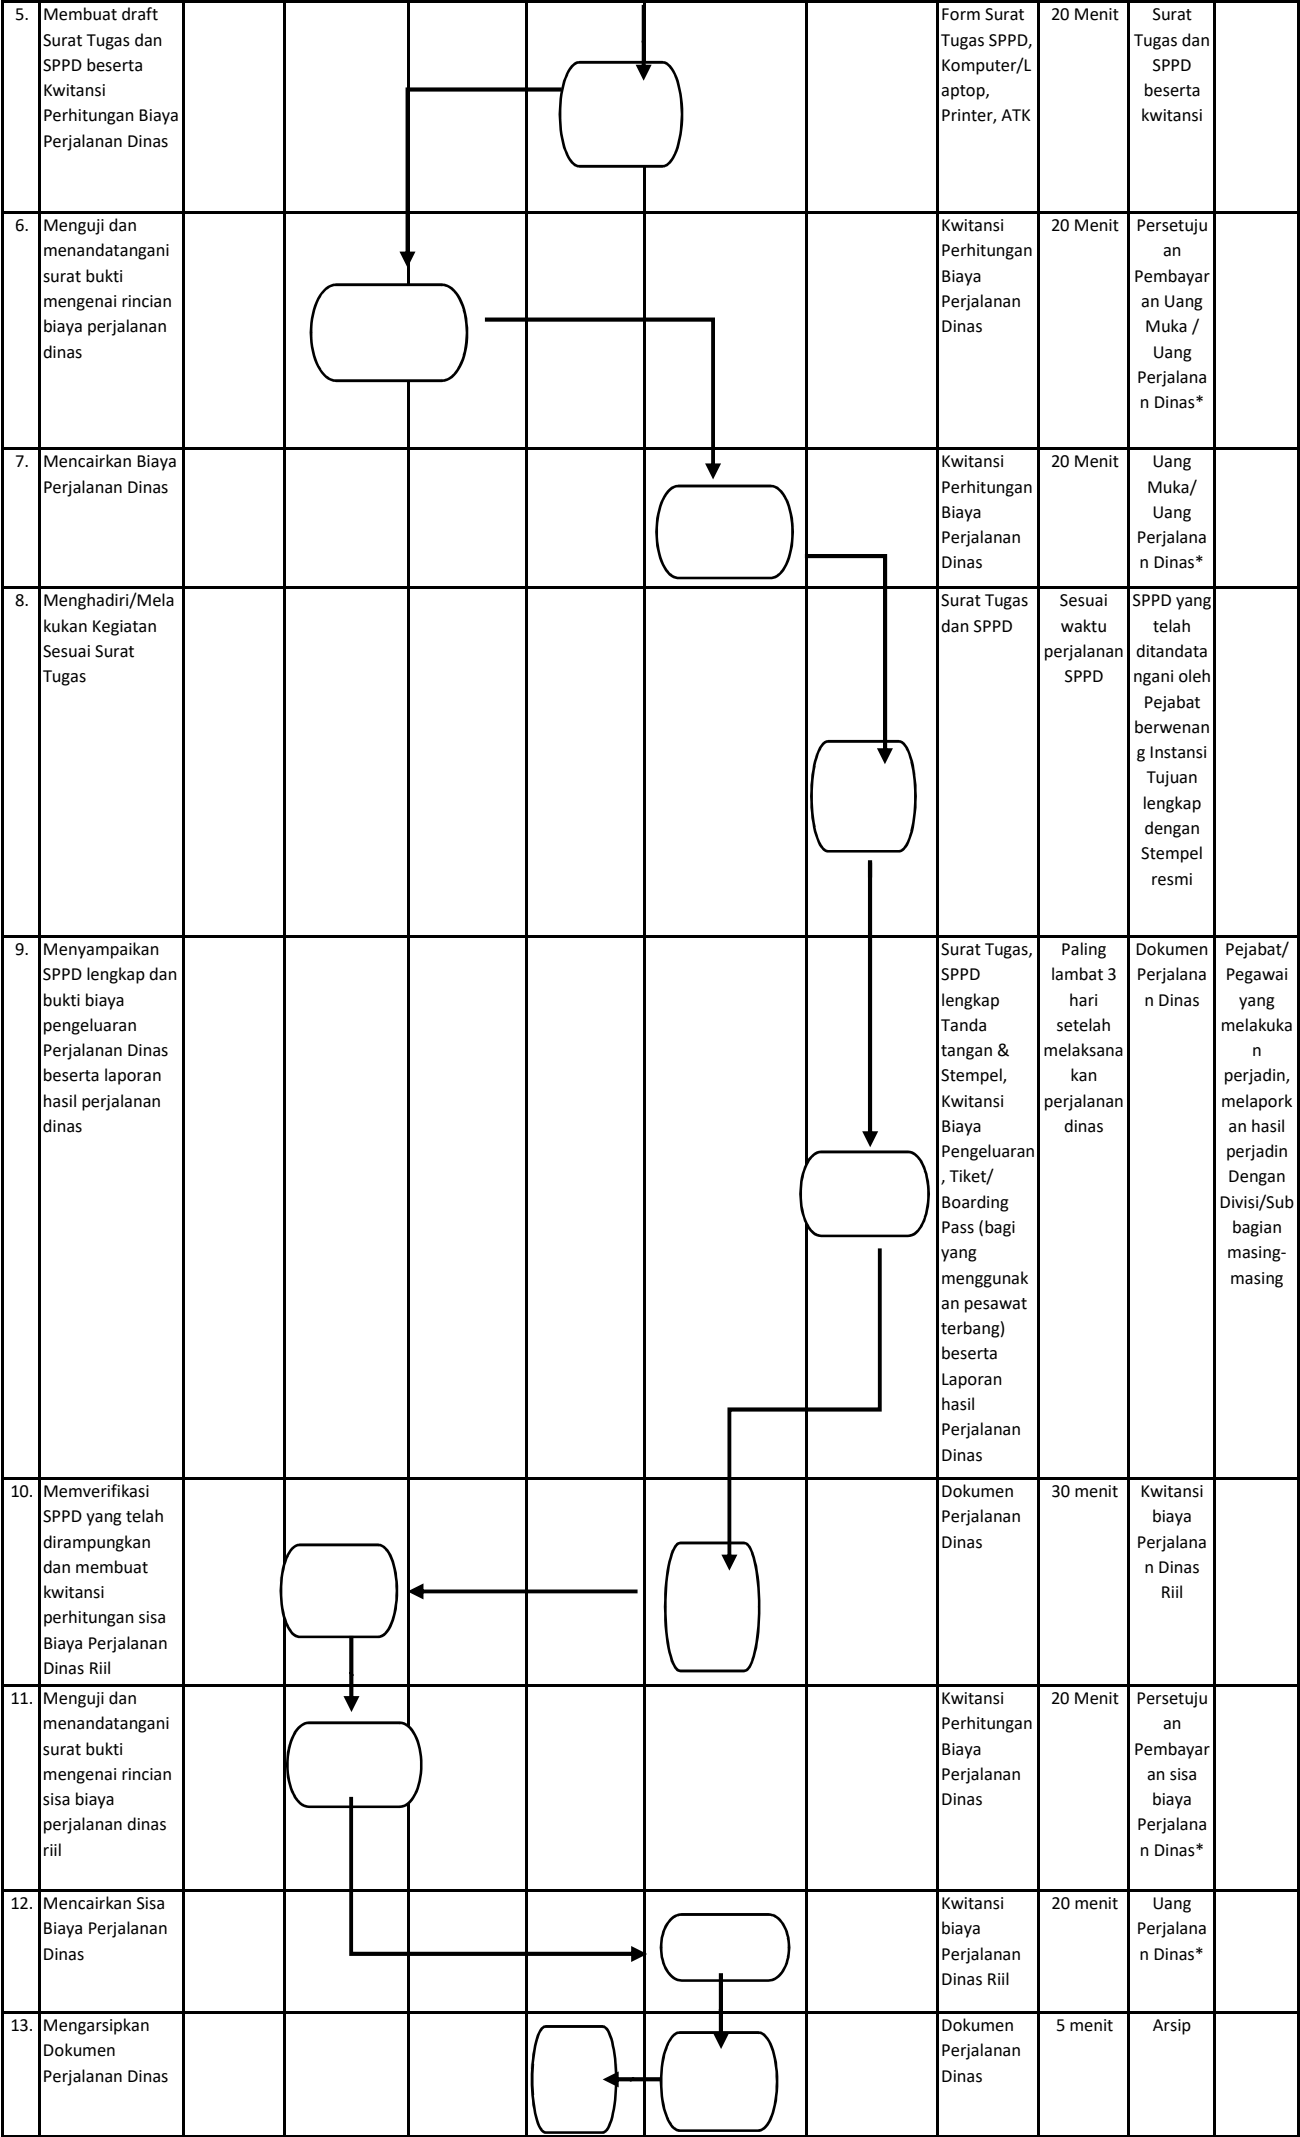 5.
Membuat draft
Surat Tugas dan
SPPD beserta
Kwitansi
Perhitungan Biaya
Perjalanan Dinas
Form Surat
Tugas SPPD,
Komputer/L
aptop,
Printer, ATK
20 Menit
Surat
Tugas dan
SPPD
beserta
kwitansi
6.
Menguji dan
menandatangani
surat bukti
mengenai rincian
biaya perjalanan
dinas
Kwitansi
Perhitungan
Biaya
Perjalanan
Dinas
20 Menit
Persetuju
an
Pembayar
an Uang
Muka /
Uang
Perjalana
n Dinas*
7.
Mencairkan Biaya
Perjalanan Dinas
Kwitansi
Perhitungan
Biaya
Perjalanan
Dinas
20 Menit
Uang
Muka/
Uang
Perjalana
n Dinas*
8.
Menghadiri/Mela
kukan Kegiatan
Sesuai Surat
Tugas
Surat Tugas
dan SPPD
Sesuai
waktu
perjalanan
SPPD
SPPD yang
telah
ditandata
ngani oleh
Pejabat
berwenan
g Instansi
Tujuan
lengkap
dengan
Stempel
resmi
9.
Menyampaikan
SPPD lengkap dan
bukti biaya
pengeluaran
Perjalanan Dinas
beserta laporan
hasil perjalanan
dinas
Surat Tugas,
SPPD
lengkap
Tanda
tangan &
Stempel,
Kwitansi
Biaya
Pengeluaran
, Tiket/
Boarding
Pass (bagi
yang
menggunak
an pesawat
terbang)
beserta
Laporan
hasil
Perjalanan
Dinas
Paling
lambat 3
hari
setelah
melaksana
kan
perjalanan
dinas
Dokumen
Perjalana
n Dinas
Pejabat/
Pegawai
yang
melakuka
n
perjadin,
melapork
an hasil
perjadin
Dengan
Divisi/Sub
bagian
masing-
masing
10.
Memverifikasi
SPPD yang telah
dirampungkan
dan membuat
kwitansi
perhitungan sisa
Biaya Perjalanan
Dinas Riil
Dokumen
Perjalanan
Dinas
30 menit
Kwitansi
biaya
Perjalana
n Dinas
Riil
11.
Menguji dan
menandatangani
surat bukti
mengenai rincian
sisa biaya
perjalanan dinas
riil
Kwitansi
Perhitungan
Biaya
Perjalanan
Dinas
20 Menit
Persetuju
an
Pembayar
an sisa
biaya
Perjalana
n Dinas*
12.
Mencairkan Sisa
Biaya Perjalanan
Dinas
Kwitansi
biaya
Perjalanan
Dinas Riil
20 menit
Uang
Perjalana
n Dinas*
13.
Mengarsipkan
Dokumen
Perjalanan Dinas
Dokumen
Perjalanan
Dinas
5 menit
Arsip